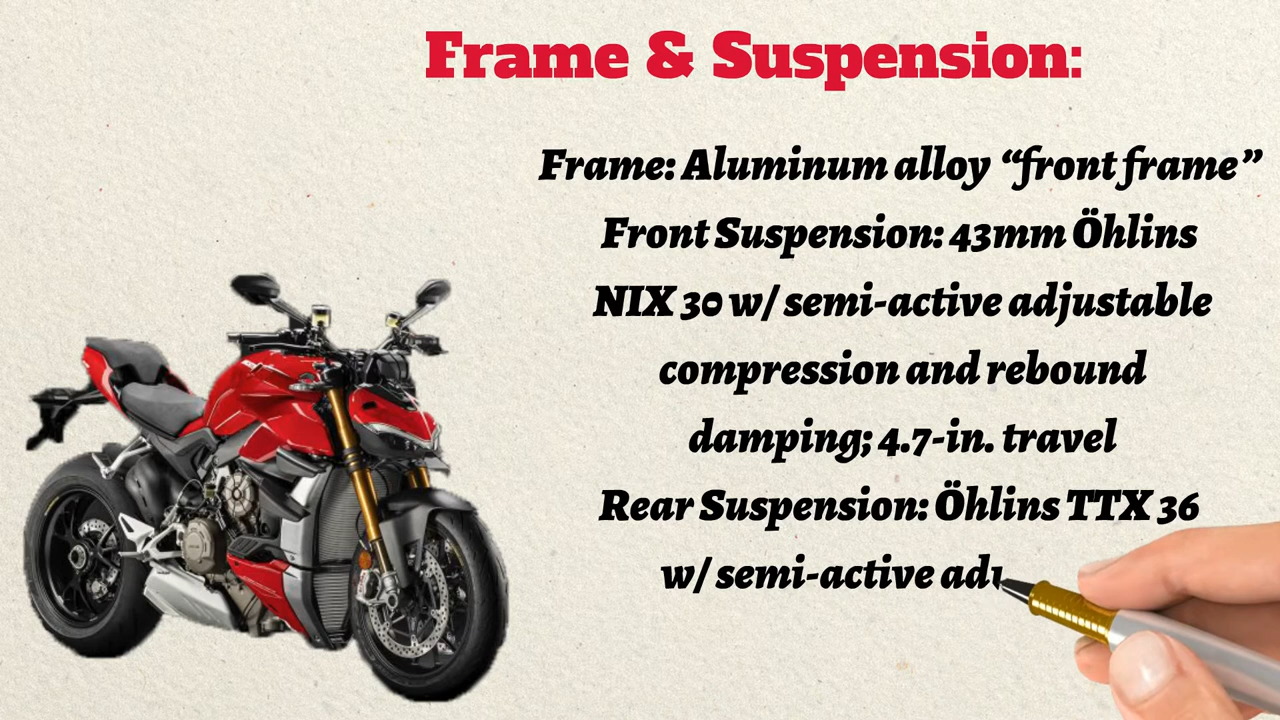 Frame & Suspension:
Frame: Aluminum alloy “front frame”
Front Suspension: 43mm Öhlins
NIX 30 w/ semi-active adjustable
compression and rebound
damping; 4.7-in. travel
Rear Suspension: Öhlins TTX 36
w/ semi-active